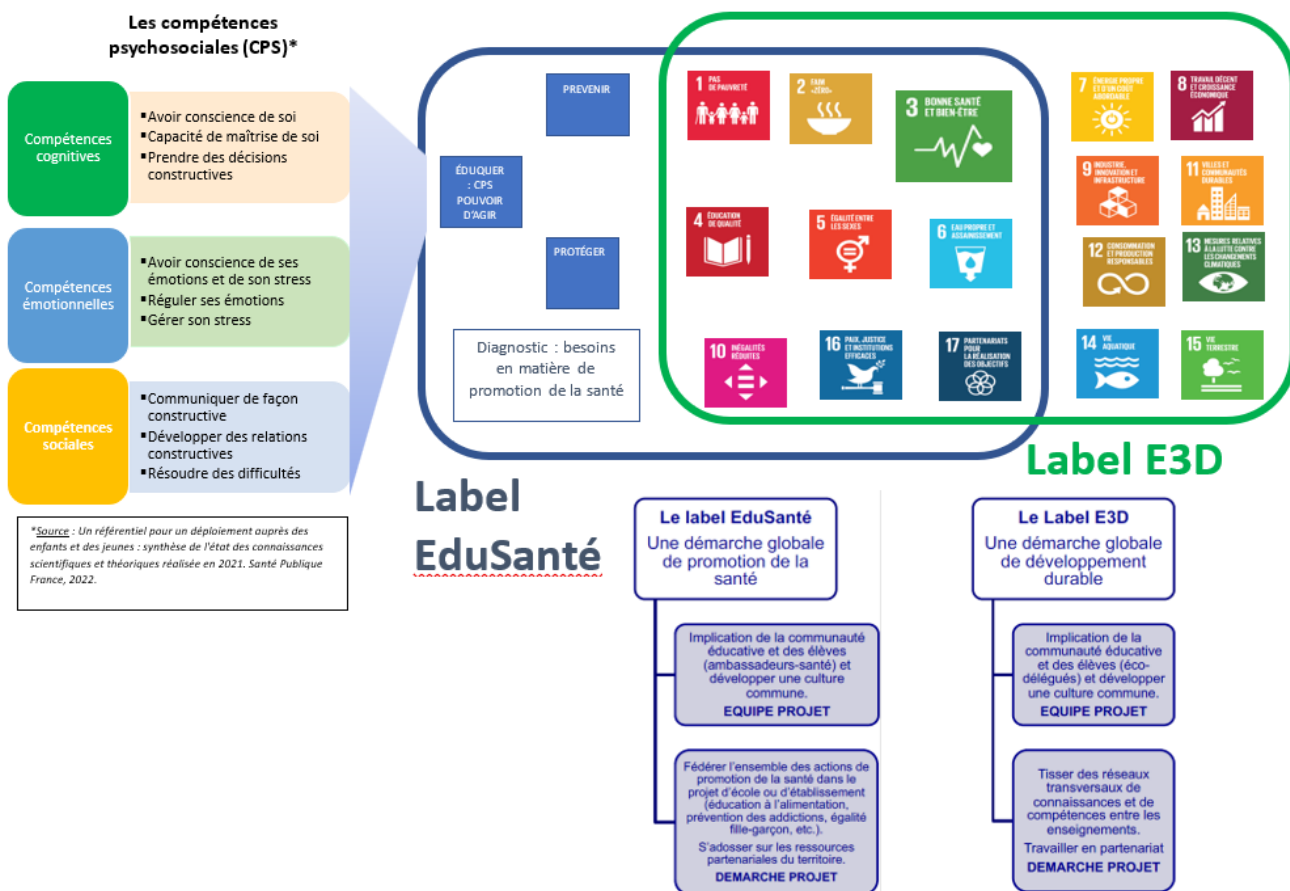 Les compétences
psychosociales (CPS)*
Compétences
cognitives
▪Avoir conscience de soi
▪Capacité de maîtrise de soi
▪Prendre des décisions
constructives
Compétences
émotionnelles
▪Avoir conscience de ses
émotions et de son stress
▪Réguler ses émotions
▪Gérer son stress
Compétences
sociales
▪Communiquer de façon
constructive
▪Développer des relations
constructives
▪Résoudre des difficultés
*Source : Un référentiel pour un déploiement auprès des
enfants et des jeunes : synthèse de l'état des connaissances
scientifiques et théoriques réalisée en 2021. Santé Publique
France, 2022.
PREVENIR
ÉDUQUER
: CPS
POUVOIR
D'AGIR
PROTÉGER
Diagnostic : besoins
en matière de
promotion de la santé
1 PAS
DE PAUVRETÉ
2 FAIM
«ZÉRO»
3 BONNE SANTÉ
ET BIEN-ÊTRE
4 ÉDUCATION
DE QUALITÉ
5 ÉGALITÉ ENTRE
LES SEXES
6 EAU PROPRE ET
ASSAINISSEMENT
10 INÉGALITÉS
RÉDUITES
16 PAIX, JUSTICE
ET INSTITUTIONS
EFFICACES
17 PARTENARIATS
POUR
LA RÉALISATION
DES OBJECTIFS
7 ÉNERGIE PROPRE
ET D'UN COÛT
ABORDABLE
8 TRAVAIL DÉCENT
ET CROISSANCE
ÉCONOMIQUE
9 INDUSTRIE,
INNOVATION ET
INFRASTRUCTURE
11 VILLES ET
COMMUNAUTÉS
DURABLES
12 CONSOMMATION
ET PRODUCTION
RESPONSABLES
13 MESURES RELATIVES
À LA LUTTE CONTRE
LES CHANGEMENTS
CLIMATIQUES
14 VIE
AQUATIQUE
15 VIE
TERRESTRE
Label E3D
Label
EduSanté
Le label EduSanté
Une démarche globale
de promotion de la
santé
Implication de la communauté
éducative et des élèves
(ambassadeurs-santé) et
développer une culture
commune.
EQUIPE PROJET
Fédérer l'ensemble des actions de
promotion de la santé dans le
projet d'école ou d'établissement
(éducation à l'alimentation,
prévention des addictions, égalité
fille-garçon, etc.).
S'adosser sur les ressources
partenariales du territoire.
DEMARCHE PROJET
Le Label E3D
Une démarche globale
de développement
durable
Implication de la
communauté éducative
et des élèves (éco-
délégués) et développer
une culture commune.
EQUIPE PROJET
Tisser des réseaux
transversaux de
connaissances et de
compétences entre les
enseignements.
Travailler en partenariat
DEMARCHE PROJET